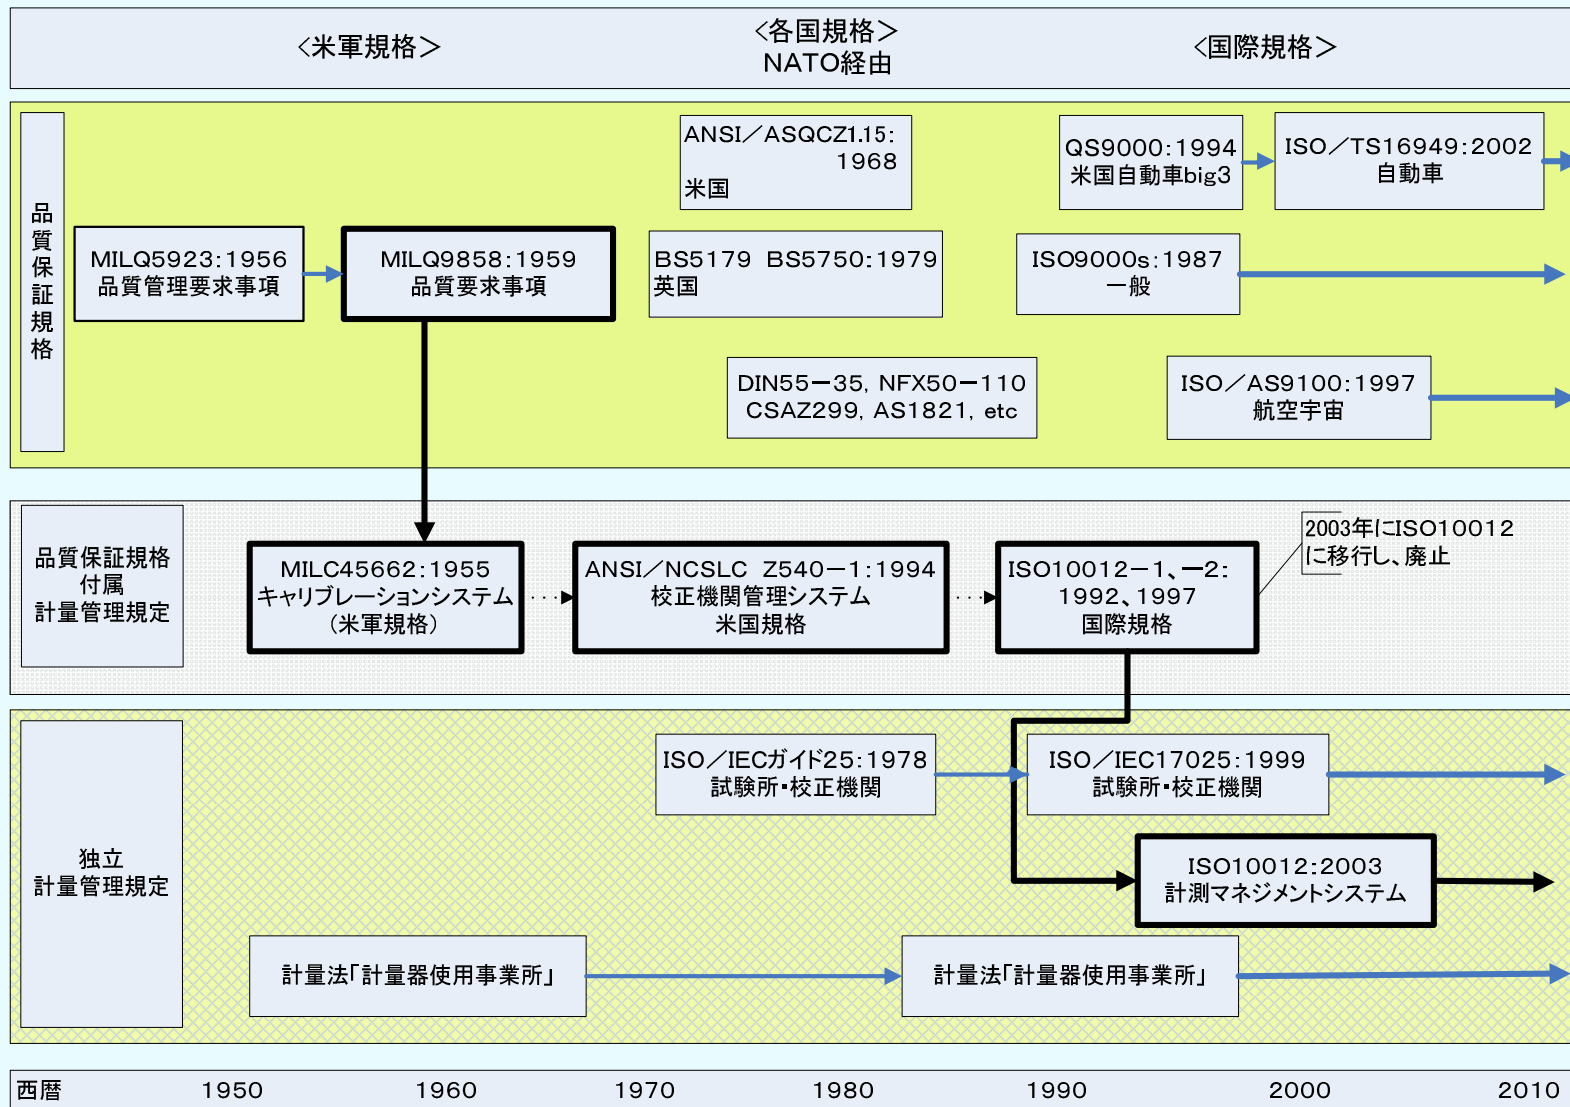 ＜米軍規格＞
＜各国規格＞
NATO経由
＜国際規格＞
品質保証規格
ANSI／ASQCZ1.15：
1968
米国
QS9000：1994
米国自動車big3
ISO／TS16949：2002
自動車
MILQ5923：1956
品質管理要求事項
MILQ9858：1959
品質要求事項
BS5179 BS5750：1979
英国
ISO9000s：1987
一般
DIN55－35，NFX50－110
CSAZ299，AS1821，etc
ISO／AS9100：1997
航空宇宙
品質保証規格
付属
計量管理規定
MILC45662：1955
キャリブレーションシステム
（米軍規格）
ANSI／NCSLC Z540－1：1994
校正機関管理システム
米国規格
ISO10012－1、－2：
1992、1997
国際規格
2003年にISO10012
に移行し、廃止
独立
計量管理規定
ISO／IECガイド25：1978
試験所・校正機関
ISO／IEC17025：1999
試験所・校正機関
ISO10012：2003
計測マネジメントシステム
計量法「計量器使用事業所」
計量法「計量器使用事業所」
西暦 1950 1960 1970 1980 1990 2000 2010